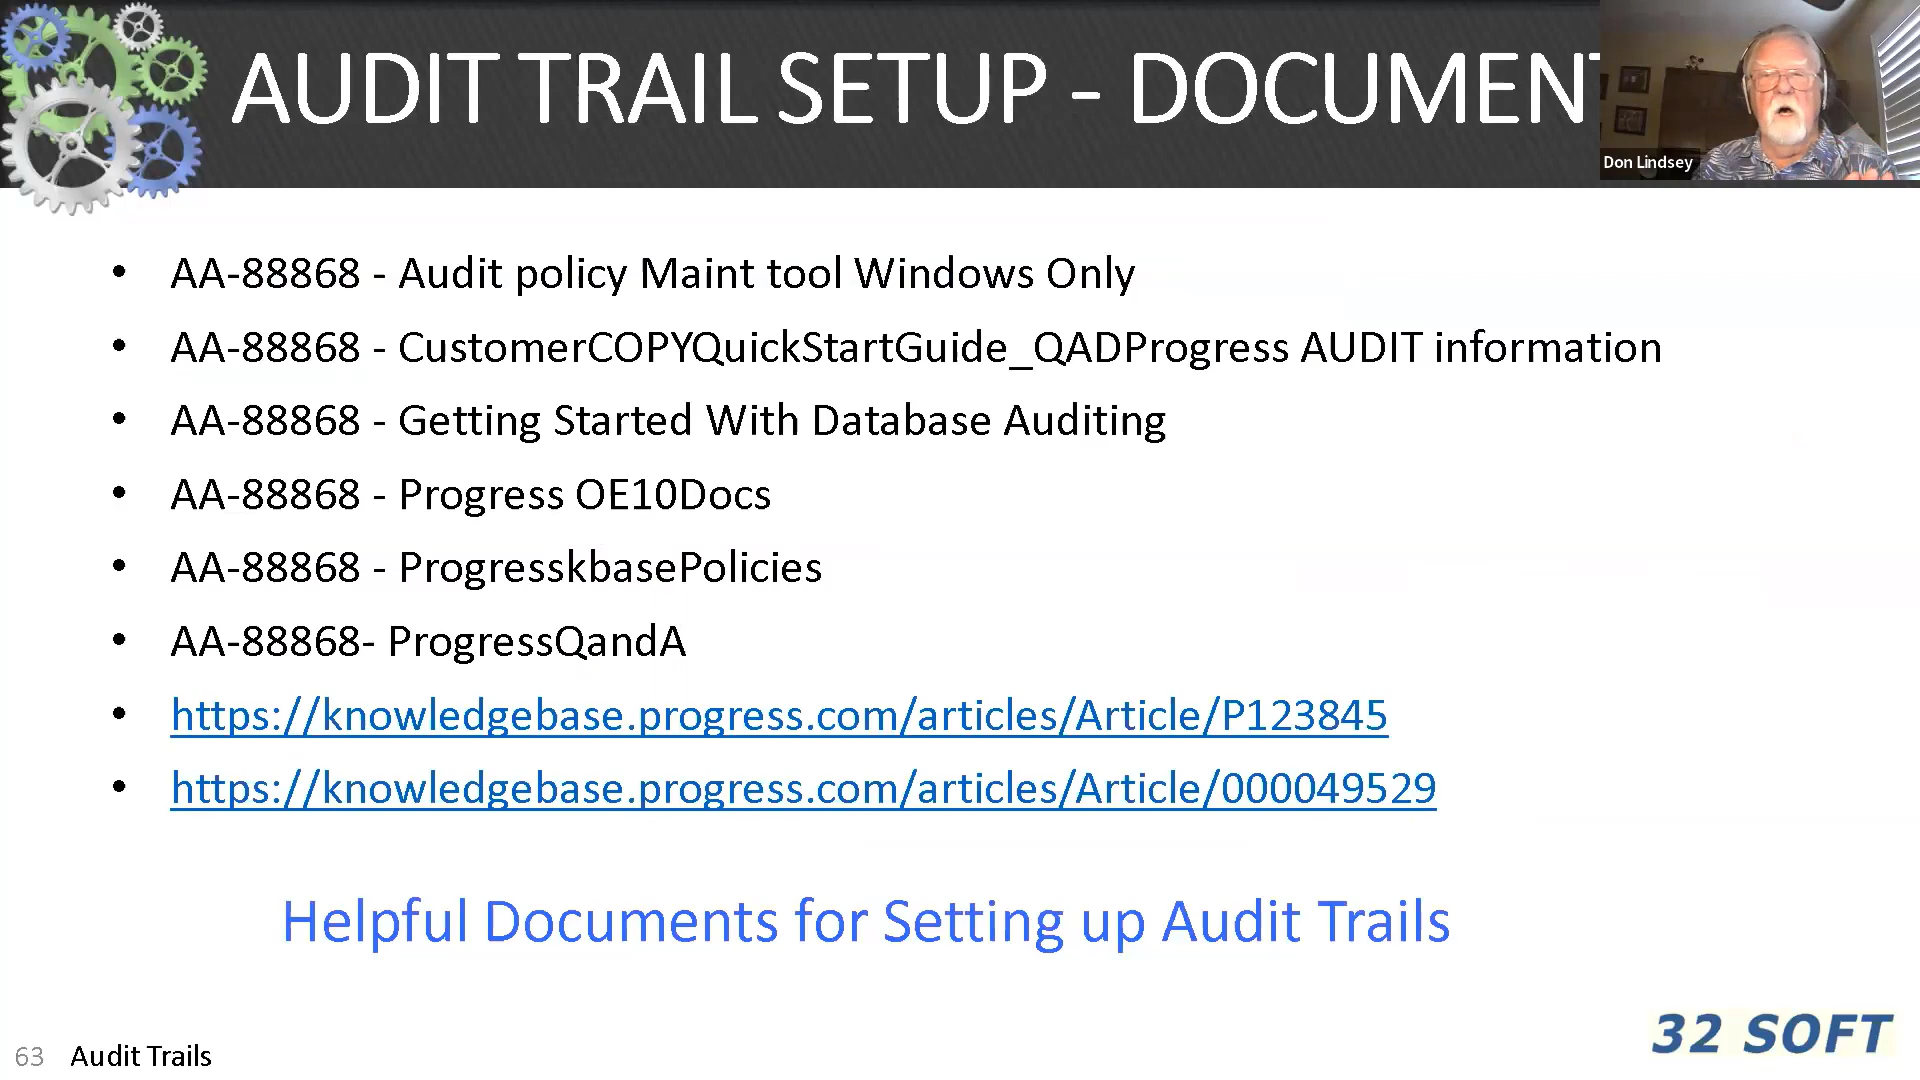 AUDIT TRAIL SETUP - DOCUMENT
Don Lindsey
• AA-88868 - Audit policy Maint tool Windows Only
• AA-88868 - CustomerCOPYQuickStartGuide_QADProgress AUDIT information
• AA-88868 - Getting Started With Database Auditing
• AA-88868 - Progress OE10Docs
• AA-88868 - ProgresskbasePolicies
• AA-88868- ProgressQandA
• https://knowledgebase.progress.com/articles/Article/P123845
• https://knowledgebase.progress.com/articles/Article/000049529
Helpful Documents for Setting up Audit Trails
63 Audit Trails
32 SOFT